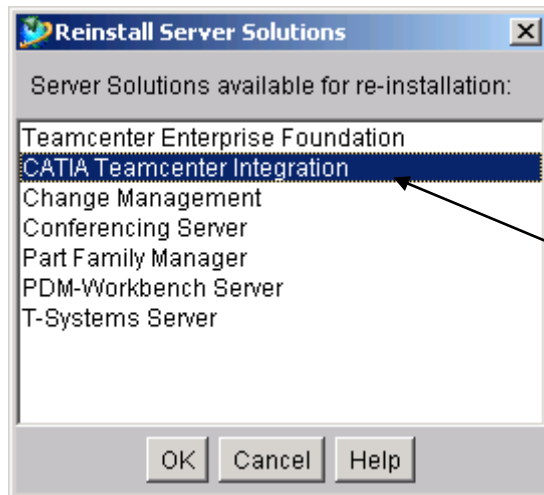 Reinstall Server Solutions
Server Solutions available for re-installation:
Teamcenter Enterprise Foundation
CATIA Teamcenter Integration
Change Management
Conferencing Server
Part Family Manager
PDM-Workbench Server
T-Systems Server
OK Cancel Help